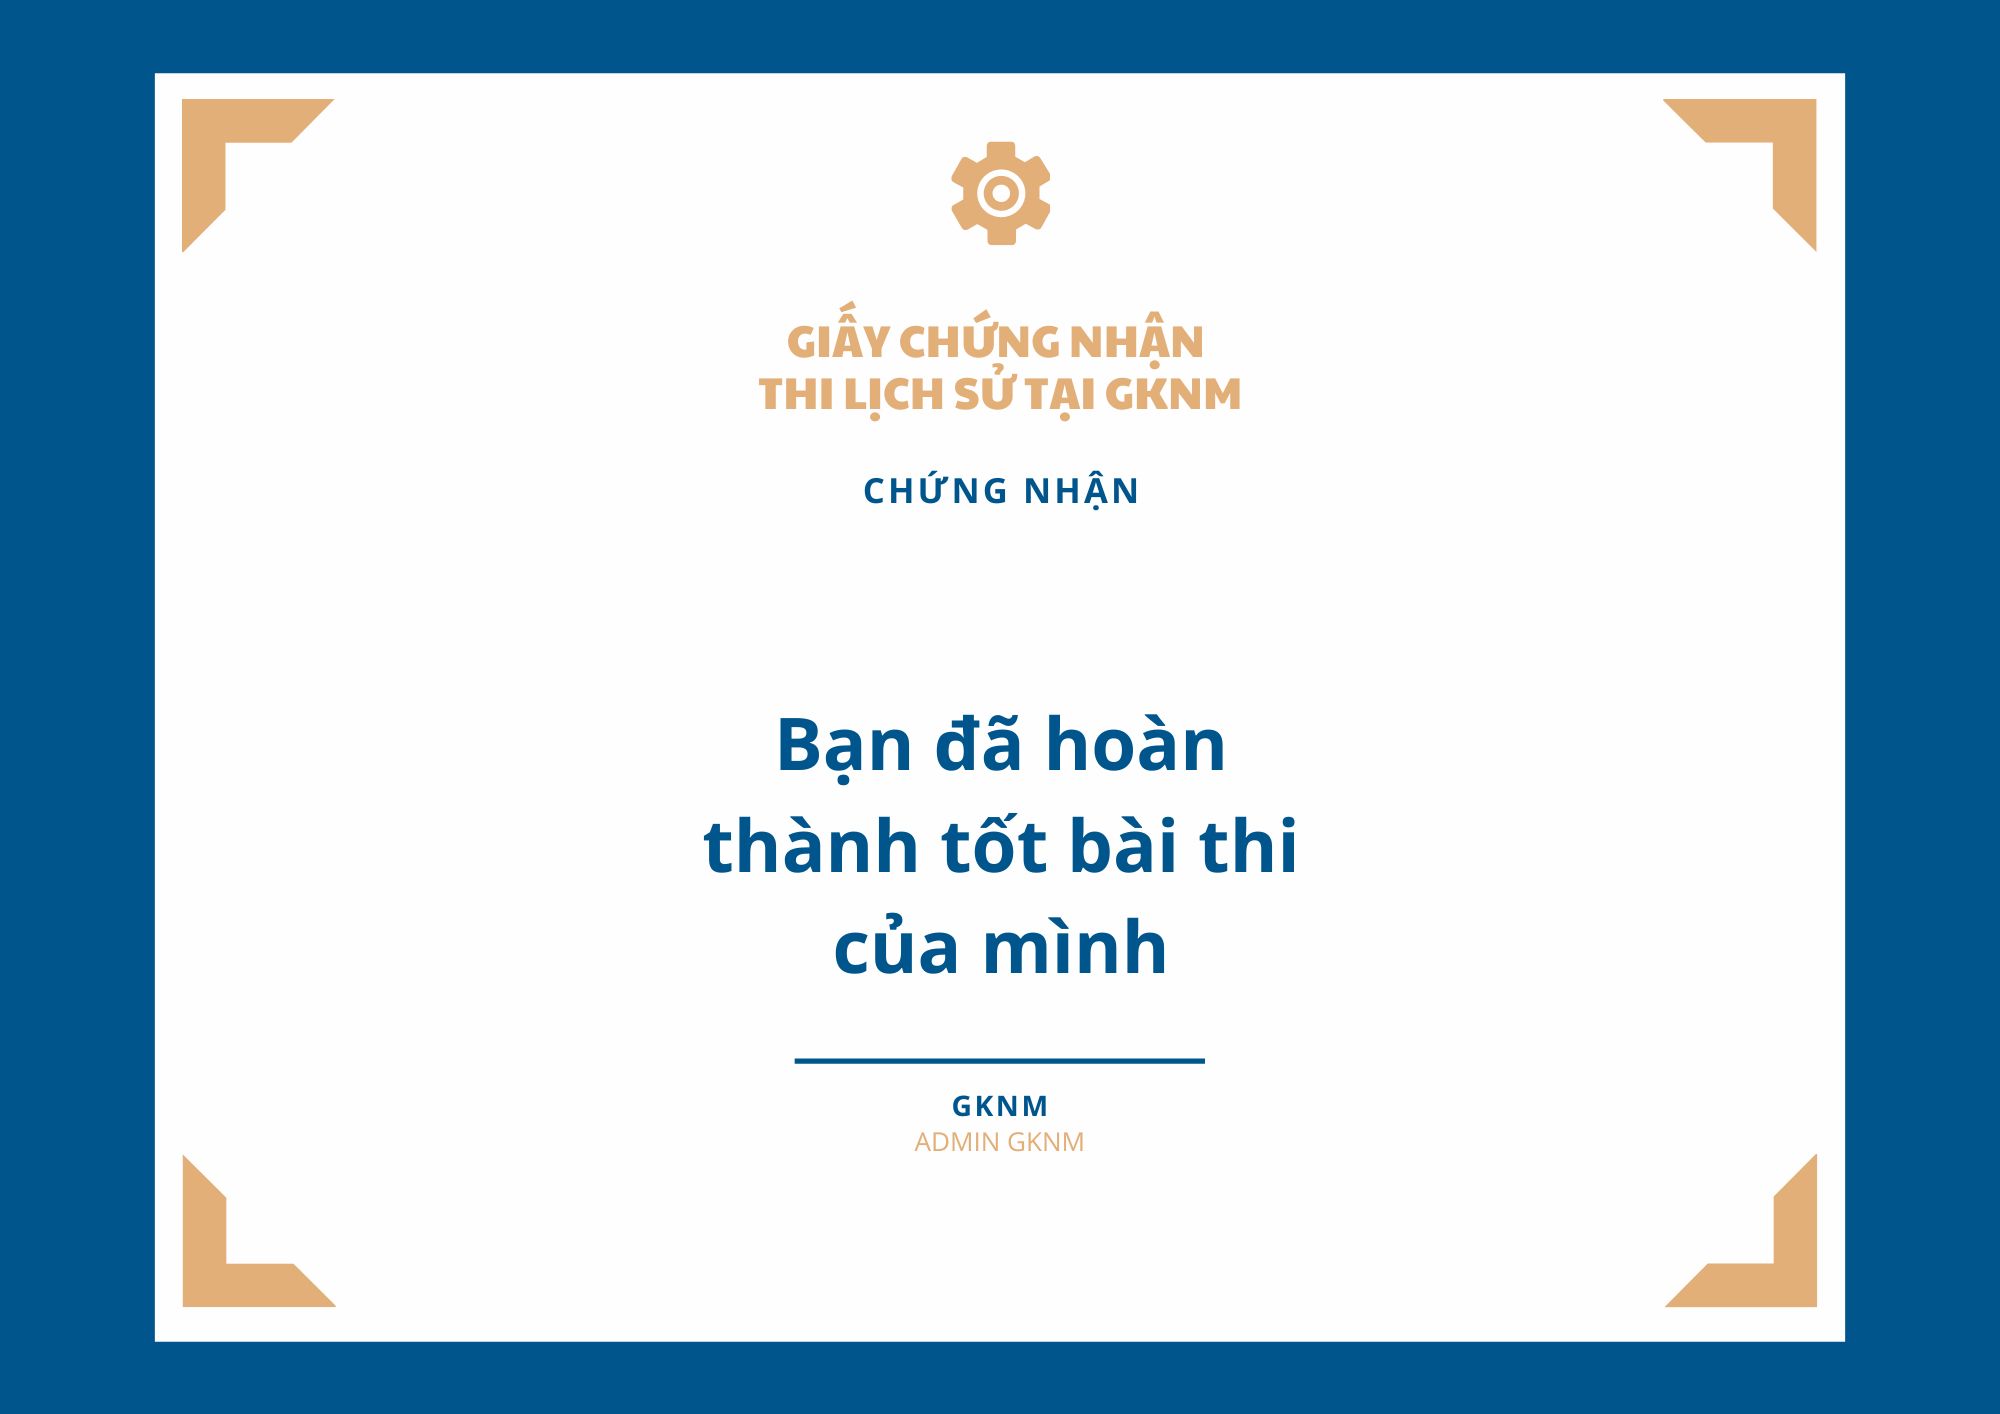 GIẤY CHỨNG NHẬN
THI LỊCH SỬ TẠI GKNM
CHỨNG NHẬN
Bạn đã hoàn
thành tốt bài thi
của mình
GKNM
ADMIN GKNM